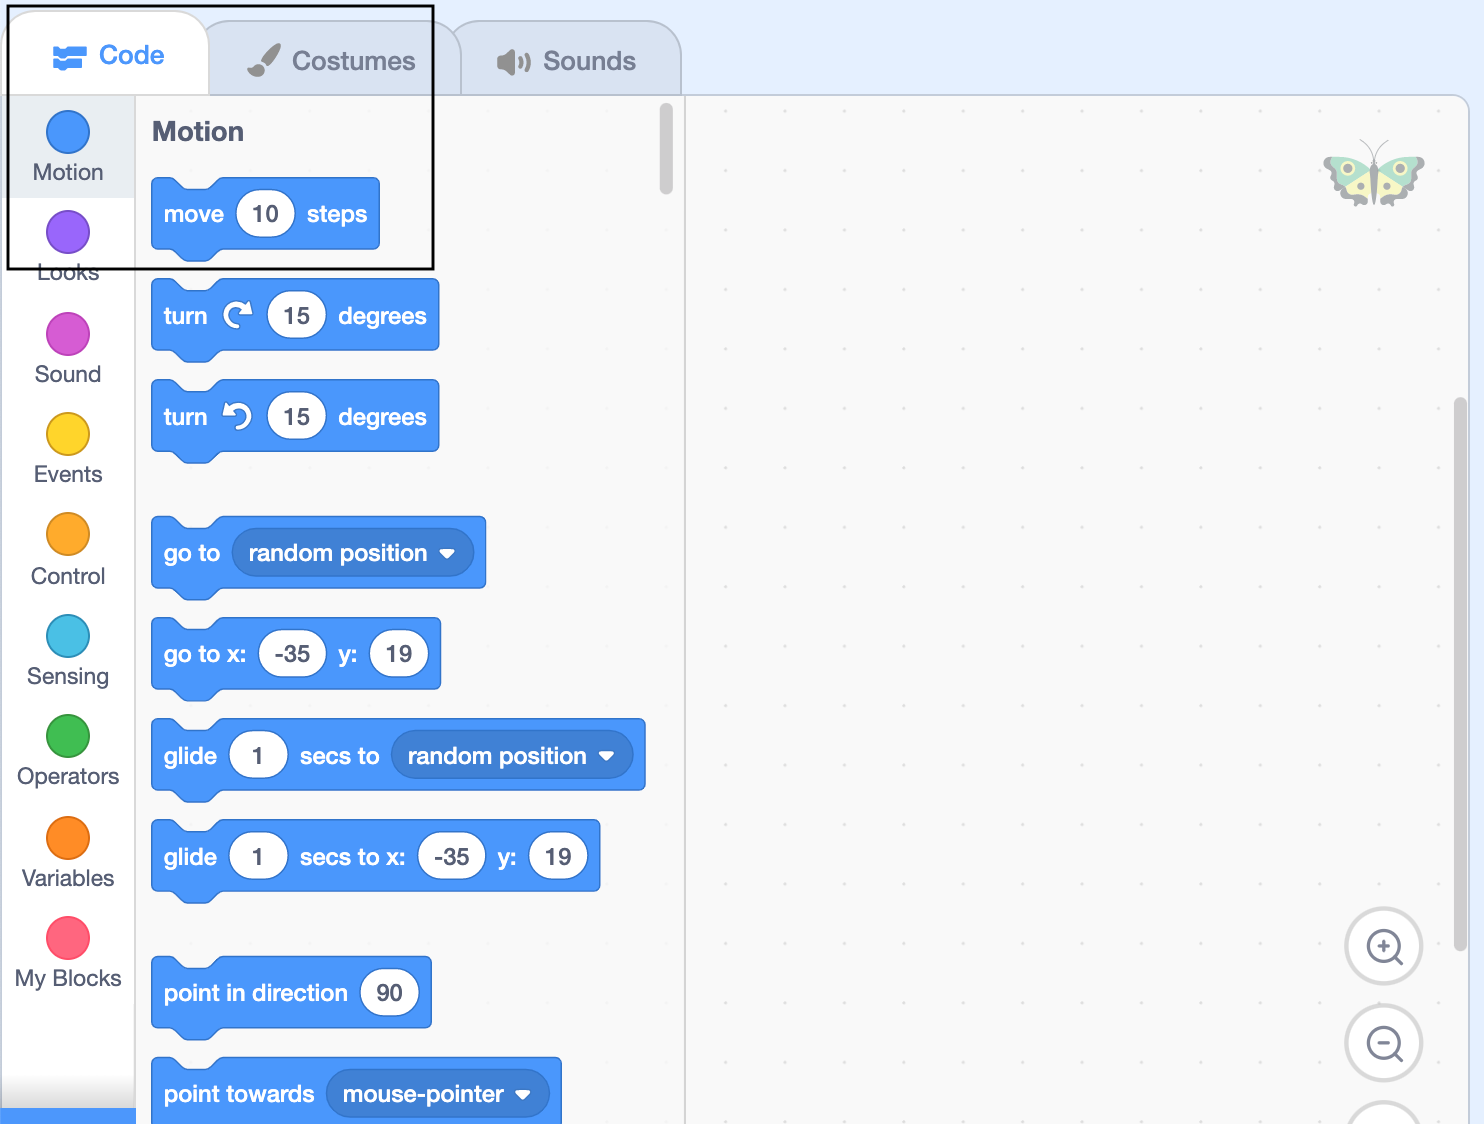 Code
Costumes
Sounds
Motion
Looks
Sound
Events
Control
Sensing
Operators
Variables
My Blocks
Motion
move 10 steps
turn 15 degrees
turn 15 degrees
go to random position
go to x: -35 y: 19
glide 1 secs to random position
glide 1 secs to x: -35 y: 19
point in direction 90
point towards mouse-pointer